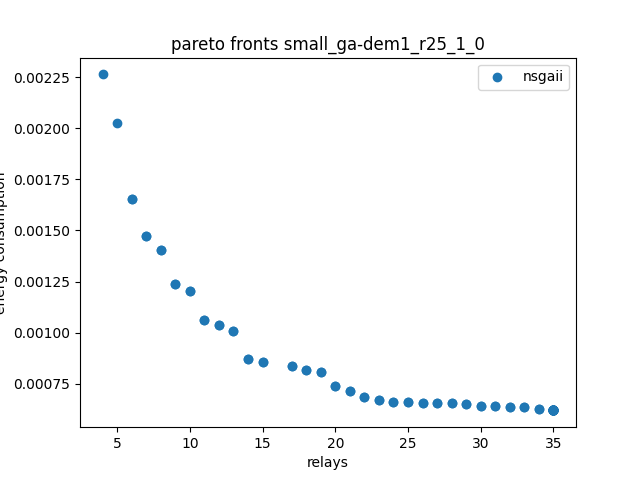 pareto fronts small_ga-dem1_r25_1_0
nsgaii
0.00225
0.00200
0.00175
0.00150
0.00125
0.00100
0.00075
energy consumption
5 10 15 20 25 30 35
relays